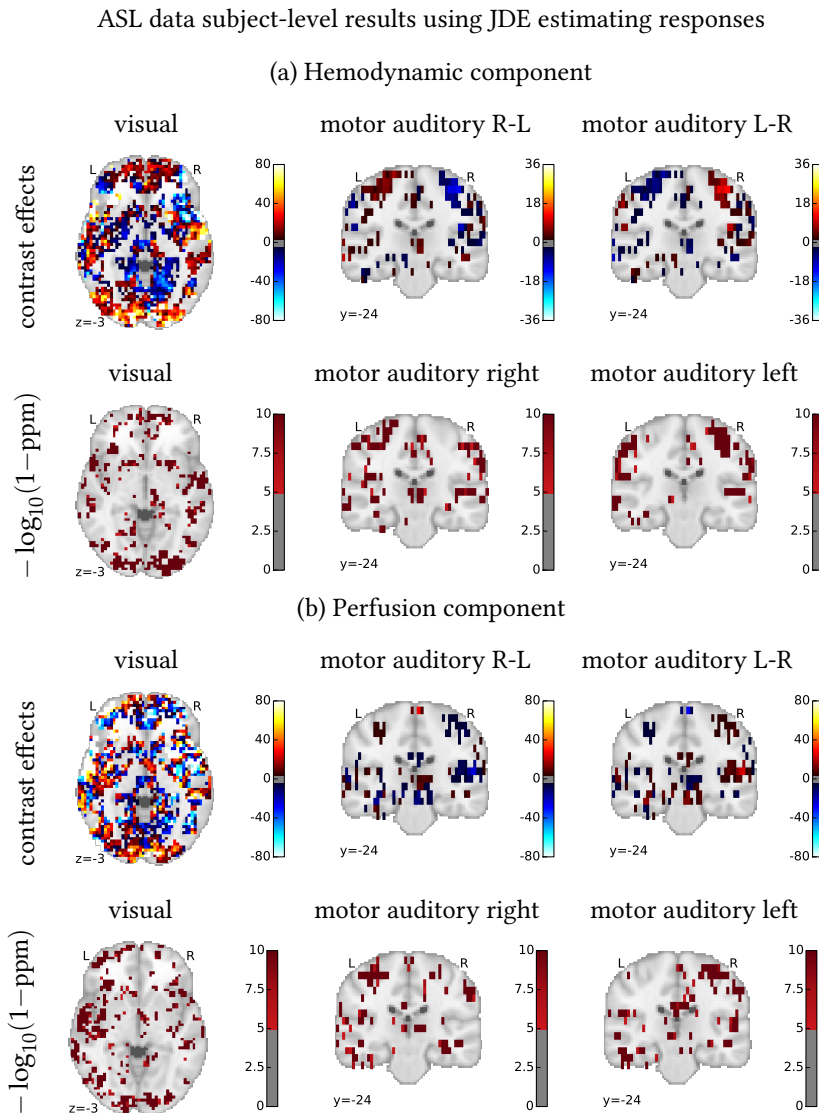 ASL data subject-level results using JDE estimating responses
(a) Hemodynamic component
visual motor auditory R-L motor auditory L-R
contrast effects
L R L R L R
80 40 0 -40 -80
36 18 0 -18 -36
36 18 0 -18 -36
z=-3 y=-24 y=-24
visual motor auditory right motor auditory left
− log₁₀(1−ppm)
L R L R L R
10 7.5 5 2.5 0
10 7.5 5 2.5 0
10 7.5 5 2.5 0
z=-3 y=-24 y=-24
(b) Perfusion component
visual motor auditory R-L motor auditory L-R
contrast effects
L R L R L R
80 40 0 -40 -80
80 40 0 -40 -80
80 40 0 -40 -80
z=-3 y=-24 y=-24
visual motor auditory right motor auditory left
− log₁₀(1−ppm)
L R L R L R
10 7.5 5 2.5 0
10 7.5 5 2.5 0
10 7.5 5 2.5 0
z=-3 y=-24 y=-24